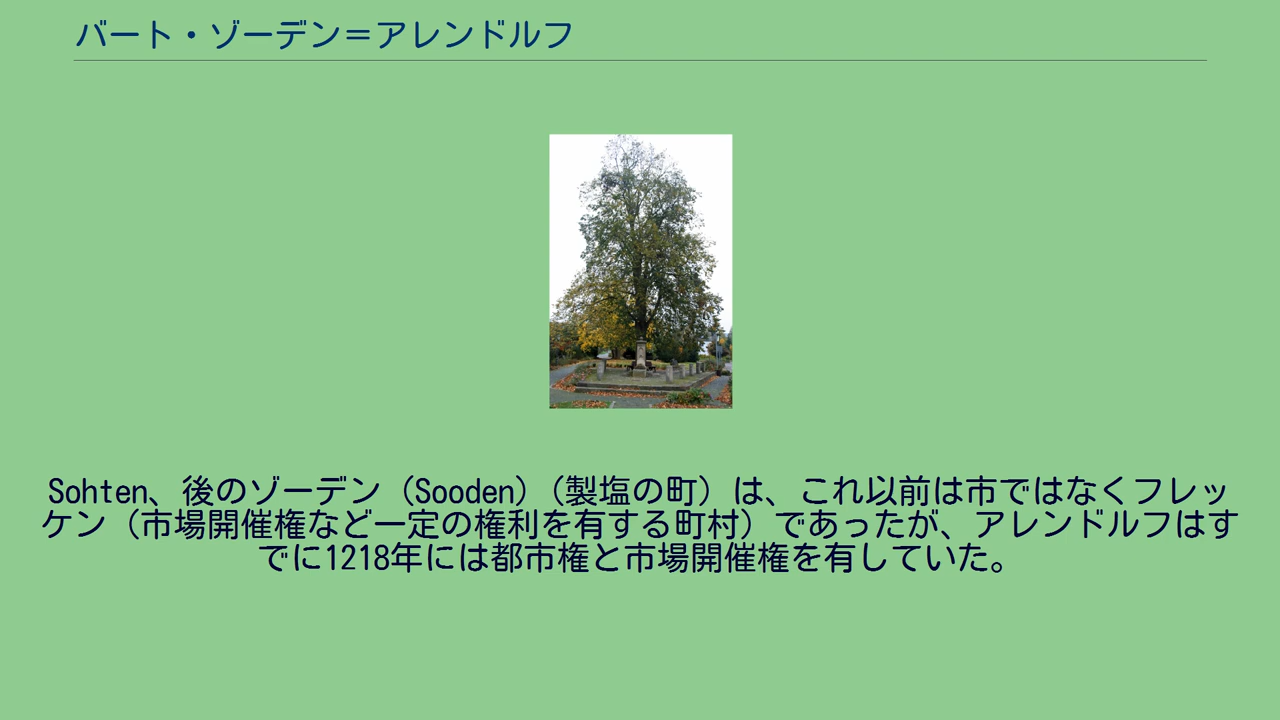 バート・ゾーデン＝アレンドルフ
Sohten、後のゾーデン（Sooden）（製塩の町）は、これ以前は市ではなくフレッ
ケン（市場開催権など一定の権利を有する町村）であったが、アレンドルフはす
でに1218年には都市権と市場開催権を有していた。